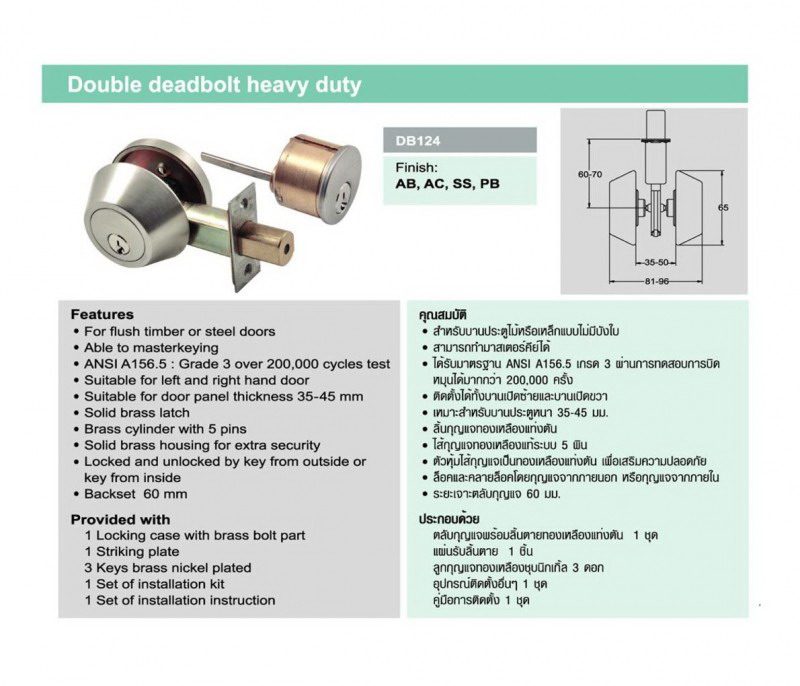 Double deadbolt heavy duty
DB124
Finish:
AB, AC, SS, PB
60-70
65
35-50
81-96
Features
• For flush timber or steel doors
• Able to masterkeying
• ANSI A156.5 : Grade 3 over 200,000 cycles test
• Suitable for left and right hand door
• Suitable for door panel thickness 35-45 mm
• Solid brass latch
• Brass cylinder with 5 pins
• Solid brass housing for extra security
• Locked and unlocked by key from outside or
key from inside
• Backset 60 mm
Provided with
1 Locking case with brass bolt part
1 Striking plate
3 Keys brass nickel plated
1 Set of installation kit
1 Set of installation instruction
คุณสมบัติ
• สำหรับบานประตูไม้หรือเหล็กแบบไม่มีบังใบ
• สามารถทำมาสเตอร์คีย์ได้
• ได้รับมาตรฐาน ANSI A156.5 เกรด 3 ผ่านการทดสอบการบิด
หมุนได้มากกว่า 200,000 ครั้ง
• ติดตั้งได้ทั้งบานเปิดซ้ายและบานเปิดขวา
• เหมาะสำหรับบานประตูหนา 35-45 มม.
• ลิ้นกุญแจทองเหลืองแท่งตัน
• ไส้กุญแจทองเหลืองแท้ระบบ 5 พิน
• ตัวหุ้มไส้กุญแจเป็นทองเหลืองแท่งตัน เพื่อเสริมความปลอดภัย
• ล็อคและคลายล็อคโดยกุญแจจากภายนอก หรือกุญแจจากภายใน
• ระยะเจาะตลับกุญแจ 60 มม.
ประกอบด้วย
ตลับกุญแจพร้อมลิ้นตายทองเหลืองแท่งตัน 1 ชุด
แผ่นรับลิ้นตาย 1 ชิ้น
ลูกกุญแจทองเหลืองชุบนิกเกิ้ล 3 ดอก
อุปกรณ์ติดตั้งอื่นๆ 1 ชุด
คู่มือการติดตั้ง 1 ชุด